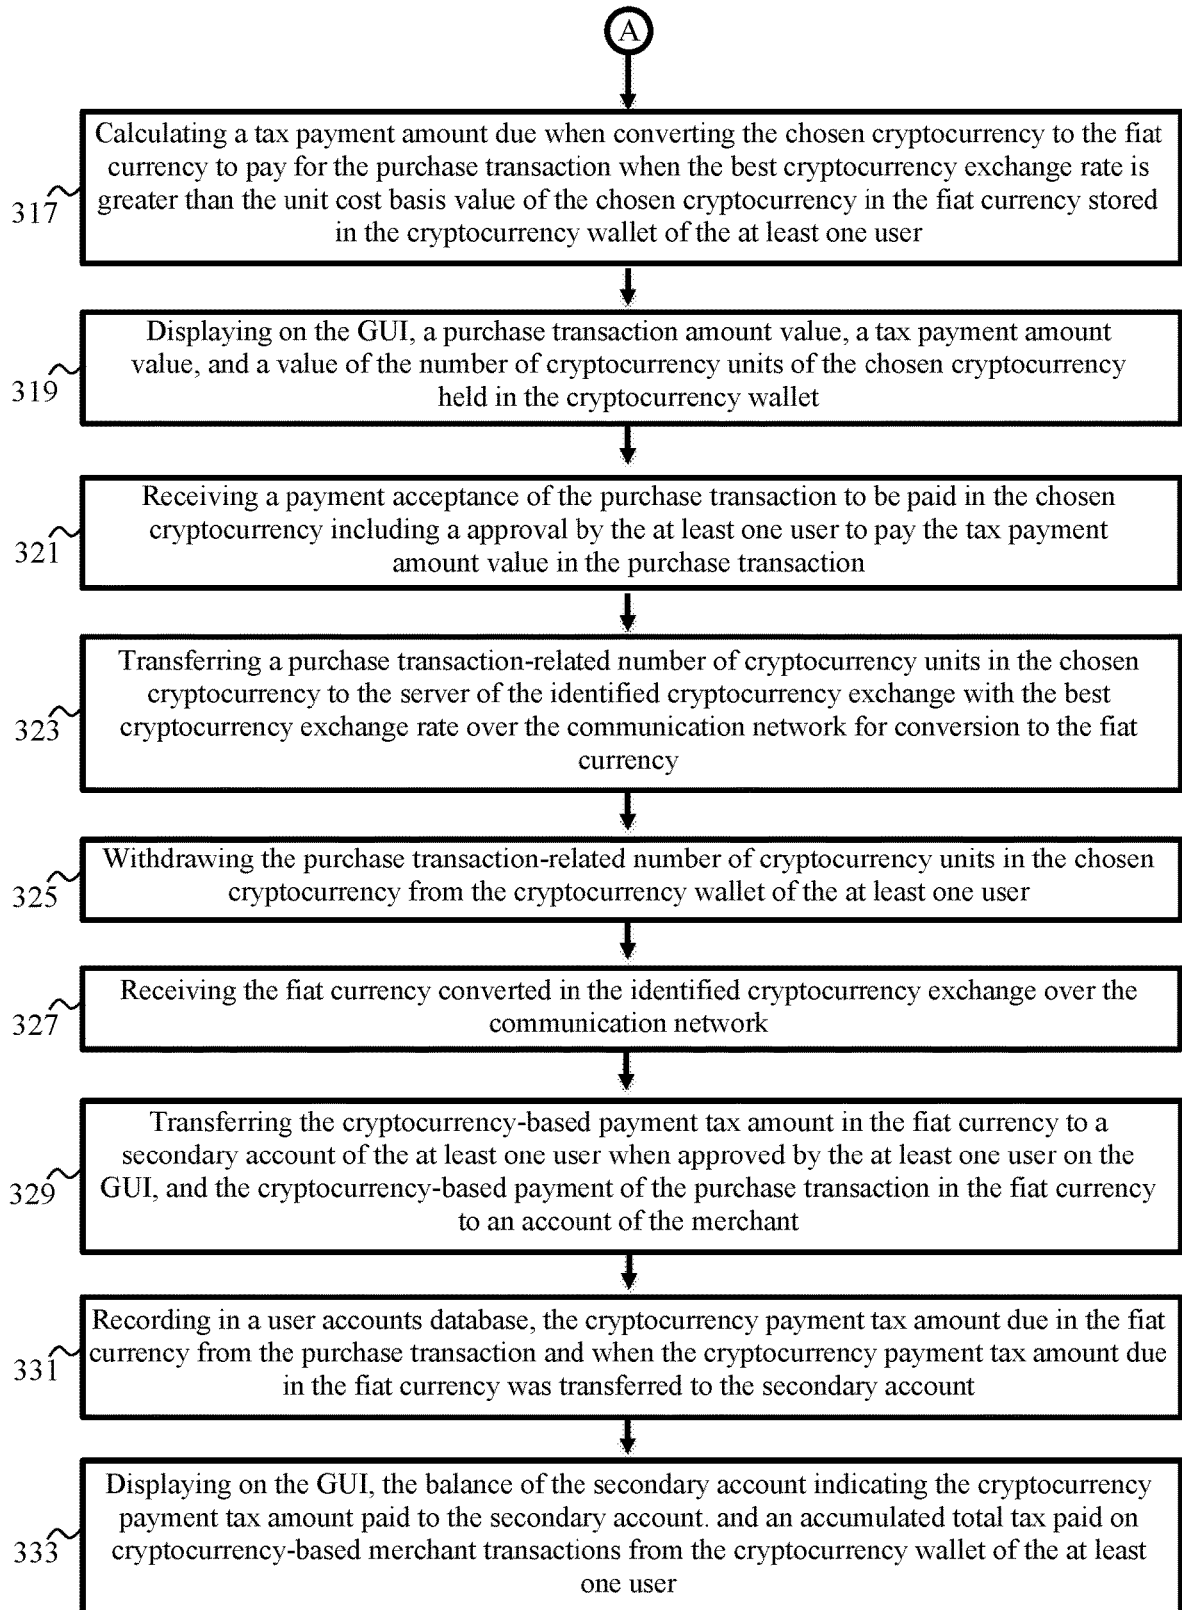 A
Calculating a tax payment amount due when converting the chosen cryptocurrency to the fiat
currency to pay for the purchase transaction when the best cryptocurrency exchange rate is
greater than the unit cost basis value of the chosen cryptocurrency in the fiat currency stored
in the cryptocurrency wallet of the at least one user
317
Displaying on the GUI, a purchase transaction amount value, a tax payment amount
value, and a value of the number of cryptocurrency units of the chosen cryptocurrency
held in the cryptocurrency wallet
319
Receiving a payment acceptance of the purchase transaction to be paid in the chosen
cryptocurrency including a approval by the at least one user to pay the tax payment
amount value in the purchase transaction
321
Transferring a purchase transaction-related number of cryptocurrency units in the chosen
cryptocurrency to the server of the identified cryptocurrency exchange with the best
cryptocurrency exchange rate over the communication network for conversion to the fiat
currency
323
Withdrawing the purchase transaction-related number of cryptocurrency units in the chosen
cryptocurrency from the cryptocurrency wallet of the at least one user
325
Receiving the fiat currency converted in the identified cryptocurrency exchange over the
communication network
327
Transferring the cryptocurrency-based payment tax amount in the fiat currency to a
secondary account of the at least one user when approved by the at least one user on the
GUI, and the cryptocurrency-based payment of the purchase transaction in the fiat currency
to an account of the merchant
329
Recording in a user accounts database, the cryptocurrency payment tax amount due in the fiat
currency from the purchase transaction and when the cryptocurrency payment tax amount due
in the fiat currency was transferred to the secondary account
331
Displaying on the GUI, the balance of the secondary account indicating the cryptocurrency
payment tax amount paid to the secondary account. and an accumulated total tax paid on
cryptocurrency-based merchant transactions from the cryptocurrency wallet of the at least
one user
333